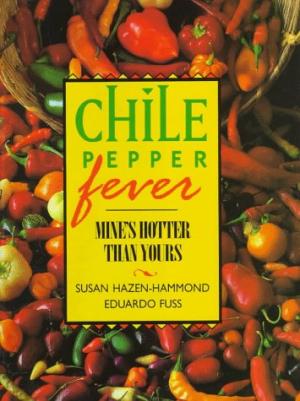 CHiLE
PEPPER
fever
MINE'S HOTTER
THAN YOURS
SUSAN HAZEN-HAMMOND
EDUARDO FUSS